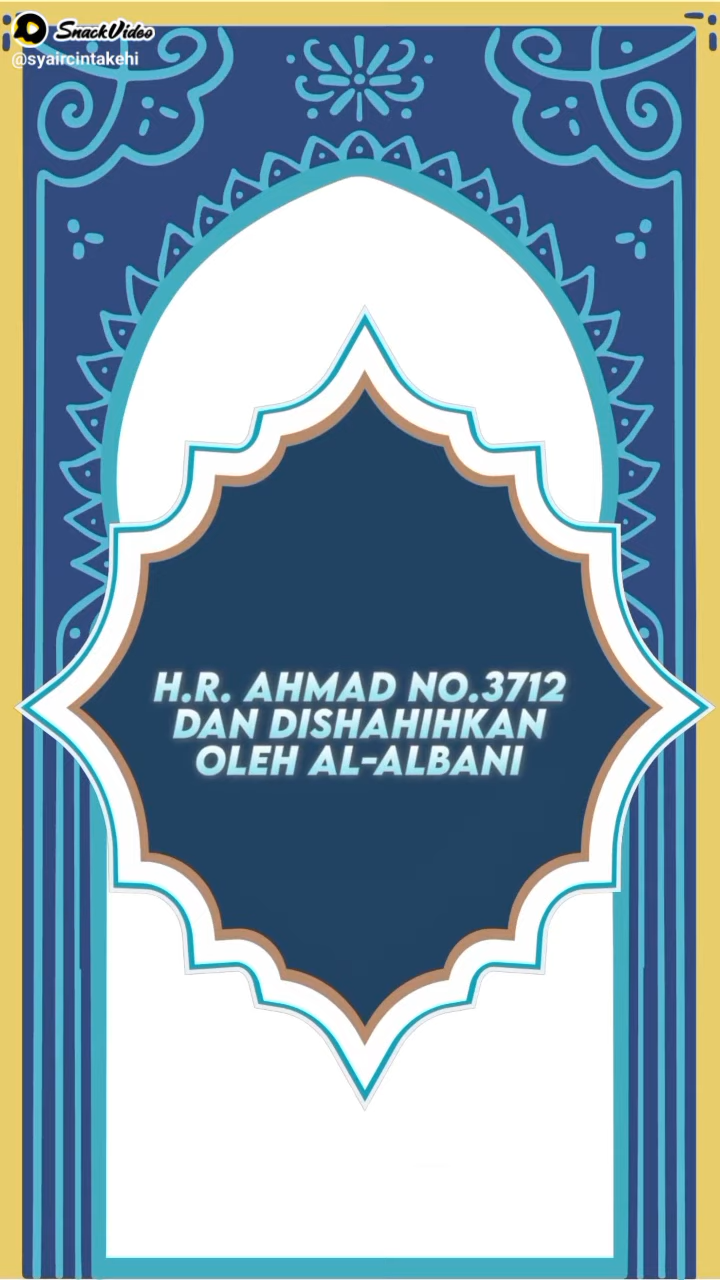 SnackVideo
@syaircintakehi
H.R. AHMAD NO.3712
DAN DISHAHIHKAN
OLEH AL-ALBANI